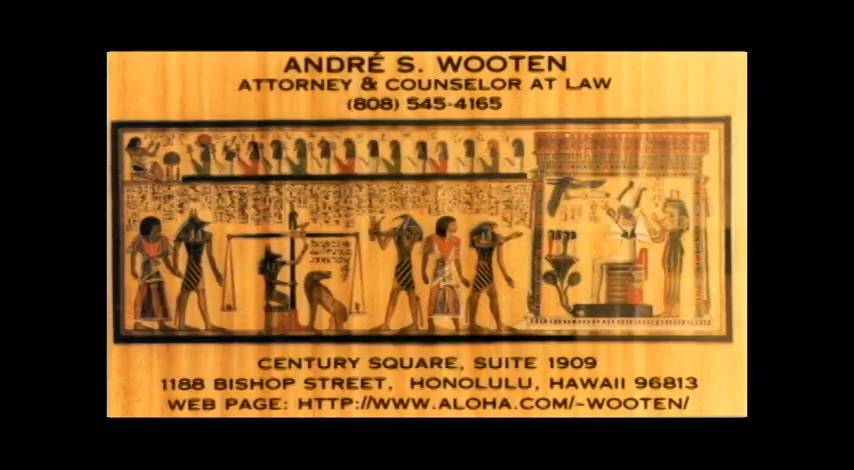 ANDRÉ S. WOOTEN
ATTORNEY & COUNSELOR AT LAW
(808) 545-4165
CENTURY SQUARE, SUITE 1909
1188 BISHOP STREET, HONOLULU, HAWAII 96813
WEB PAGE: HTTP://WWW.ALOHA.COM/~WOOTEN/